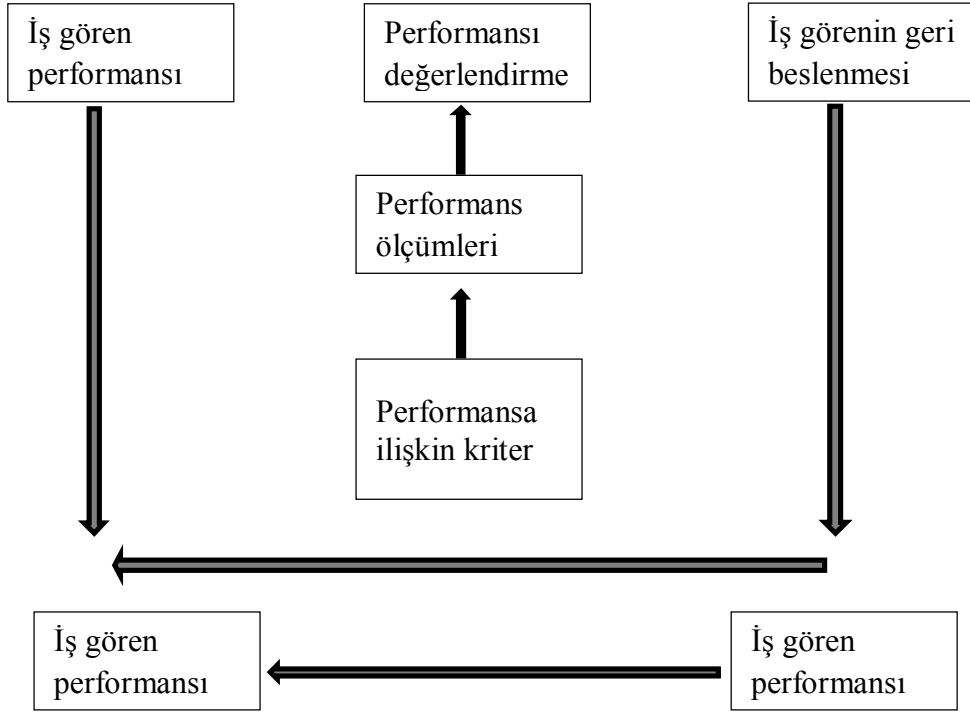 İş gören
performansı
Performansı
değerlendirme
İş görenin geri
beslenmesi
Performans
ölçümleri
Performansa
ilişkin kriter
İş gören
performansı
İş gören
performansı